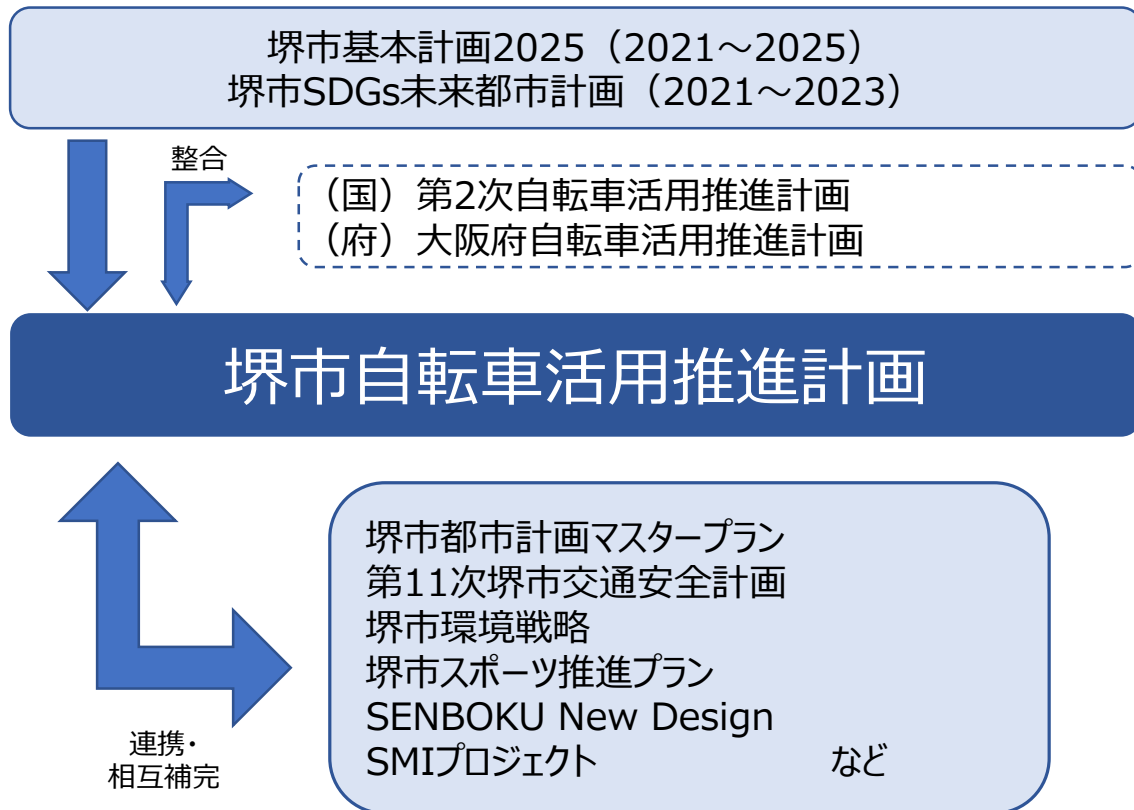 堺市基本計画2025（2021～2025）
堺市SDGs未来都市計画（2021～2023）
整合
（国）第2次自転車活用推進計画
（府）大阪府自転車活用推進計画
堺市自転車活用推進計画
堺市都市計画マスタープラン
第11次堺市交通安全計画
堺市環境戦略
堺市スポーツ推進プラン
SENBOKU New Design
SMIプロジェクト　など
連携・
相互補完